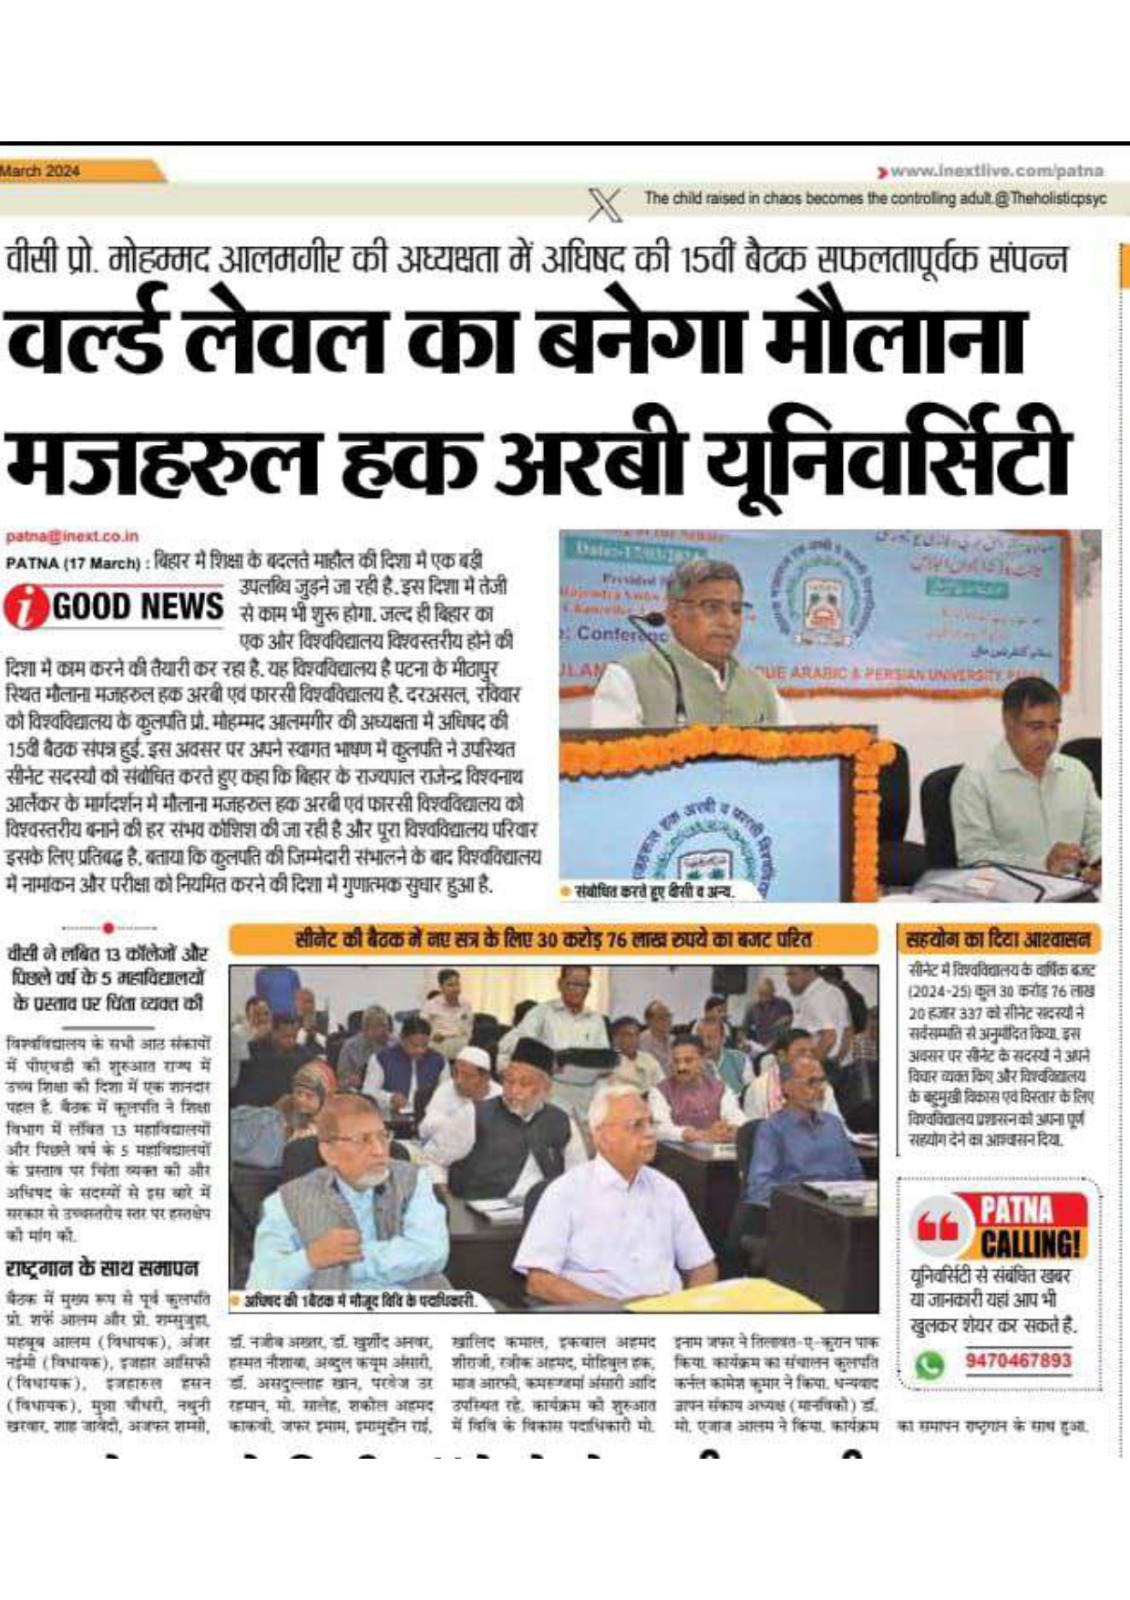 March 2024
www.inextlive.com/patna
The child raised in chaos becomes the controlling adult.@Theholisticpsyc
वीसी प्रो. मोहम्मद आलमगीर की अध्यक्षता में अधिषद की 15वीं बैठक सफलतापूर्वक संपन्न
वर्ल्ड लेवल का बनेगा मौलाना
मजहरुल हक अरबी यूनिवर्सिटी
patna@inext.co.in
PATNA (17 March) : बिहार में शिक्षा के बदलते माहौल की दिशा में एक बड़ी
उपलब्धि जुड़ने जा रही है. इस दिशा में तेजी
i GOOD NEWS
से काम भी शुरू होगा. जल्द ही बिहार का
एक ओर विश्वविद्यालय विश्वस्तरीय होने की
दिशा में काम करने की तैयारी कर रहा है. यह विश्वविद्यालय है पटना के मीठापुर
स्थित मौलाना मजहरुल हक अरबी एवं फारसी विश्वविद्यालय है. दरअसल, रविवार
को विश्वविद्यालय के कुलपति प्रो. मोहम्मद आलमगीर की अध्यक्षता में अधिषद की
15वीं बैठक संपन्न हुई. इस अवसर पर अपने स्वागत भाषण में कुलपति ने उपस्थित
सीनेट सदस्यों को संबोधित करते हुए कहा कि बिहार के राज्यपाल राजेन्द्र विश्वनाथ
आर्लेकर के मार्गदर्शन में मौलाना मजहरुल हक अरबी एवं फारसी विश्वविद्यालय को
विश्वस्तरीय बनाने की हर संभव कोशिश की जा रही है और पूरा विश्वविद्यालय परिवार
इसके लिए प्रतिबद्ध है. बताया कि कुलपति की जिम्मेदारी संभालने के बाद विश्वविद्यालय
में नामांकन और परीक्षा को नियमित करने की दिशा में गुणात्मक सुधार हुआ है.
of the Senate
Date:-17/03/2024
Presided
Rajendra Vishw
Chancellor
Conference
QUE ARABIC & PERSIAN UNIVERSITY, PATNA
संबोधित करते हुए वीसी व अन्य.
वीसी ने लंबित 13 कॉलेजों और
पिछले वर्ष के 5 महाविद्यालयों
के प्रस्ताव पर चिंता व्यक्त की
विश्वविद्यालय के सभी आठ संकायों
में पीएचडी की शुरुआत राज्य में
उच्च शिक्षा की दिशा में एक शानदार
पहल है. बैठक में कुलपति ने शिक्षा
विभाग में लंबित 13 महाविद्यालयों
और पिछले वर्ष के 5 महाविद्यालयों
के प्रस्ताव पर चिंता व्यक्त की और
अधिषद के सदस्यों से इस बारे में
सरकार से उच्चस्तरीय स्तर पर हस्तक्षेप
की मांग की.
राष्ट्रगान के साथ समापन
बैठक में मुख्य रूप से पूर्व कुलपति
प्रो. शर्फे आलम और प्रो. शम्सुजुहा,
महबूब आलम (विधायक), अंजर
नईमी (विधायक), इजहार आसिफी
(विधायक), इजहारुल हसन
(विधायक), मुन्ना चौधरी, नथुनी
खरवार, शाह जावेदी, अजफर शम्सी,
सीनेट की बैठक में नए सत्र के लिए 30 करोड़ 76 लाख रुपये का बजट परित
अधिषद की 1बैठक में मौजूद विवि के पदाधिकारी.
डॉ. नजीब अख्तर, डॉ. खुर्शीद अनवर,
हस्मत नौशाबा, अब्दुल कयूम अंसारी,
डॉ. असदुल्लाह खान, परवेज उर
रहमान, मो. सालेह, शकील अहमद
काकवी, जफर इमाम, इमामुद्दीन राई,
खालिद कमाल, इकबाल अहमद
शीराजी, रजीक अहमद, मोहिबुल हक,
माज आरफी, कमरुज्जमां अंसारी आदि
उपस्थित रहे. कार्यक्रम की शुरुआत
में विवि के विकास पदाधिकारी मो.
इनाम जफर ने तिलावत-ए-कुरान पाक
किया. कार्यक्रम का संचालन कुलपति
कर्नल कामेश कुमार ने किया. धन्यवाद
ज्ञापन संकाय अध्यक्ष (मानविकी) डॉ.
मो. एजाज आलम ने किया. कार्यक्रम
का समापन राष्ट्रगान के साथ हुआ.
सहयोग का दिया आश्वासन
सीनेट में विश्वविद्यालय के वार्षिक बजट
(2024-25) कुल 30 करोड़ 76 लाख
20 हजार 337 को सीनेट सदस्यों ने
सर्वसम्मति से अनुमोदित किया. इस
अवसर पर सीनेट के सदस्यों ने अपने
विचार व्यक्त किए और विश्वविद्यालय
के बहुमुखी विकास एवं विस्तार के लिए
विश्वविद्यालय प्रशासन को अपना पूर्ण
सहयोग देने का आश्वासन दिया.
PATNA
CALLING!
यूनिवर्सिटी से संबंधित खबर
या जानकारी यहां आप भी
खुलकर शेयर कर सकते है.
9470467893